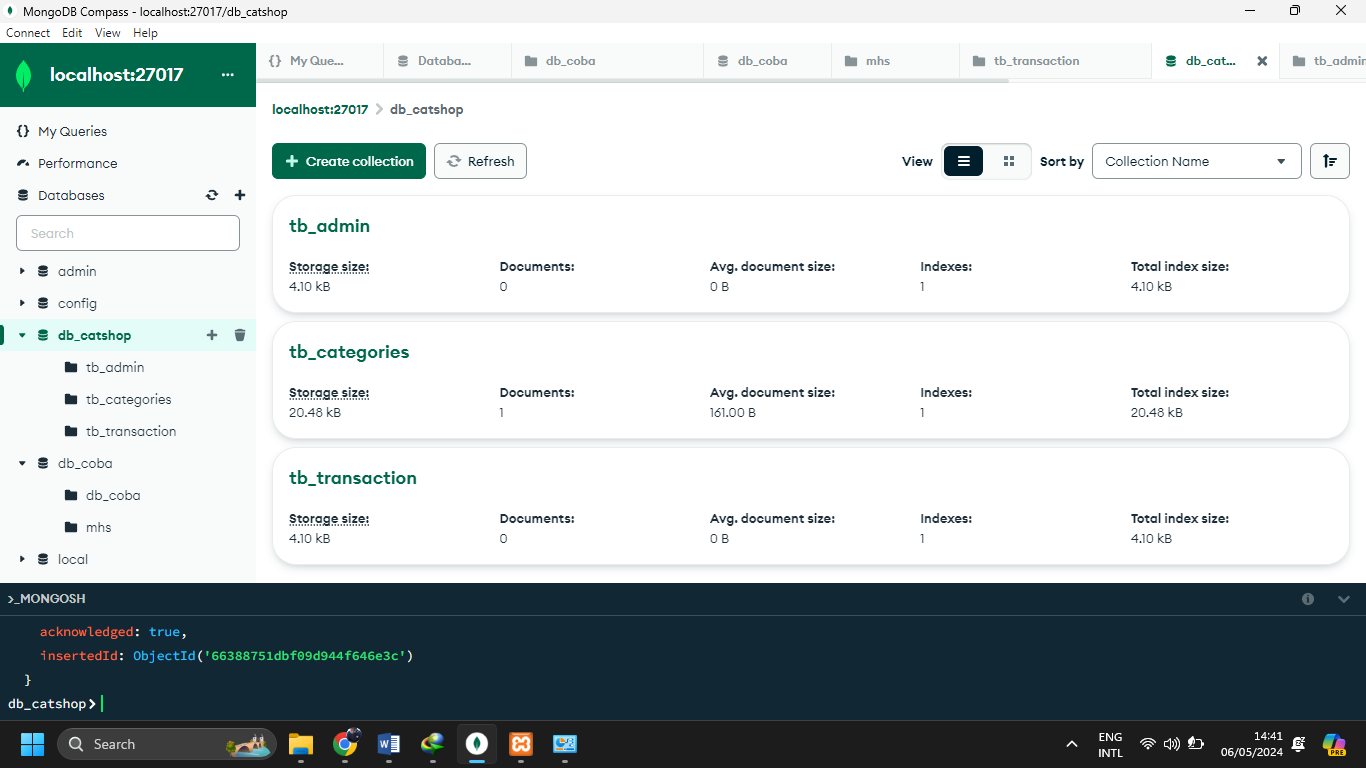 MongoDB Compass - localhost:27017/db_catshop
Connect Edit View Help
localhost:27017 ...
{} My Que...
Databa...
db_coba
db_coba
mhs
tb_transaction
db_cat...
tb_admin
localhost:27017 > db_catshop
{} My Queries
Performance
Databases
Search
admin
config
db_catshop
tb_admin
tb_categories
tb_transaction
db_coba
db_coba
mhs
local
+ Create collection
Refresh
View
Sort by
Collection Name
tb_admin
Storage size: Documents: Avg. document size: Indexes: Total index size:
4.10 kB 0 0 B 1 4.10 kB
tb_categories
Storage size: Documents: Avg. document size: Indexes: Total index size:
20.48 kB 1 161.00 B 1 20.48 kB
tb_transaction
Storage size: Documents: Avg. document size: Indexes: Total index size:
4.10 kB 0 0 B 1 4.10 kB
>_MONGOSH
acknowledged: true,
insertedId: ObjectId('66388751dbf09d944f646e3c')
}
db_catshop>
Search
ENG
INTL
14:41
06/05/2024
PRE